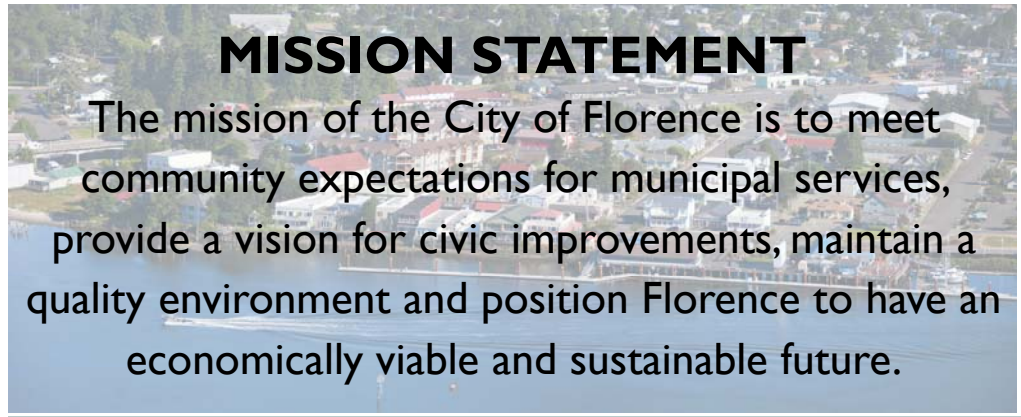 MISSION STATEMENT
The mission of the City of Florence is to meet
community expectations for municipal services,
provide a vision for civic improvements, maintain a
quality environment and position Florence to have an
economically viable and sustainable future.